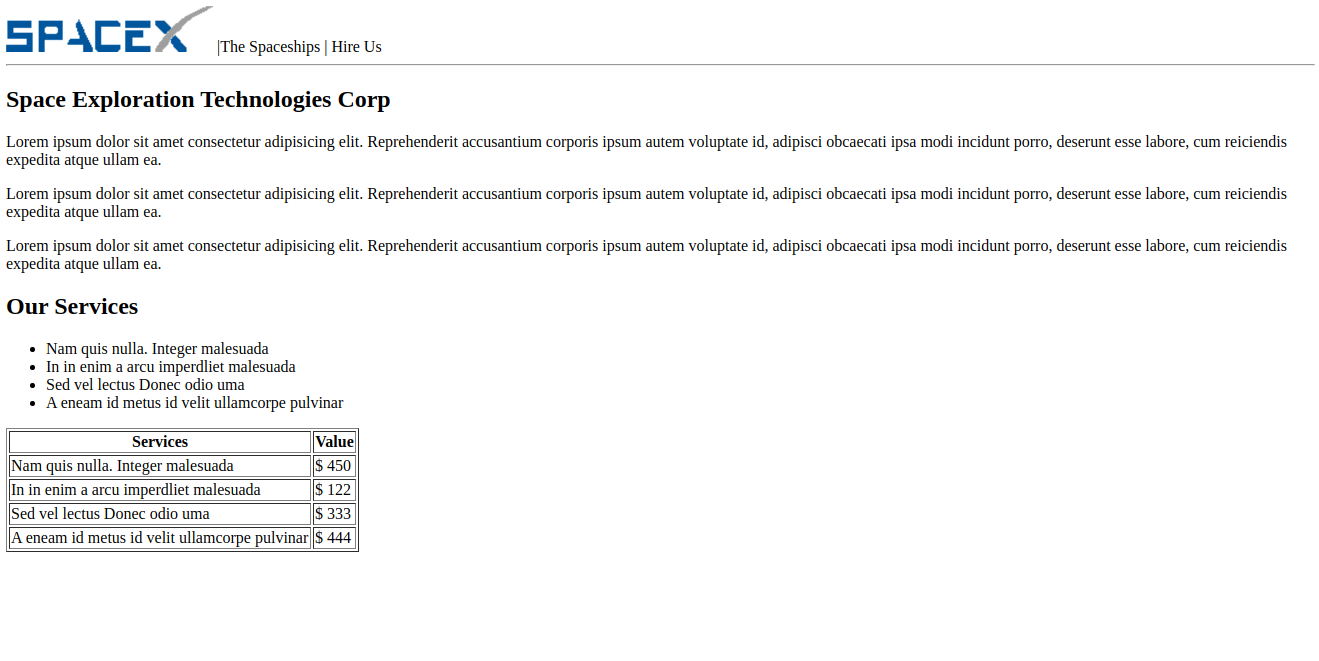 SPACEX |The Spaceships | Hire Us
Space Exploration Technologies Corp
Lorem ipsum dolor sit amet consectetur adipisicing elit. Reprehenderit accusantium corporis ipsum autem voluptate id, adipisci obcaecati ipsa modi incidunt porro, deserunt esse labore, cum reiciendis
expedita atque ullam ea.
Lorem ipsum dolor sit amet consectetur adipisicing elit. Reprehenderit accusantium corporis ipsum autem voluptate id, adipisci obcaecati ipsa modi incidunt porro, deserunt esse labore, cum reiciendis
expedita atque ullam ea.
Lorem ipsum dolor sit amet consectetur adipisicing elit. Reprehenderit accusantium corporis ipsum autem voluptate id, adipisci obcaecati ipsa modi incidunt porro, deserunt esse labore, cum reiciendis
expedita atque ullam ea.
Our Services
• Nam quis nulla. Integer malesuada
• In in enim a arcu imperdliet malesuada
• Sed vel lectus Donec odio uma
• A eneam id metus id velit ullamcorpe pulvinar
Services Value
Nam quis nulla. Integer malesuada $ 450
In in enim a arcu imperdliet malesuada $ 122
Sed vel lectus Donec odio uma $ 333
A eneam id metus id velit ullamcorpe pulvinar $ 444